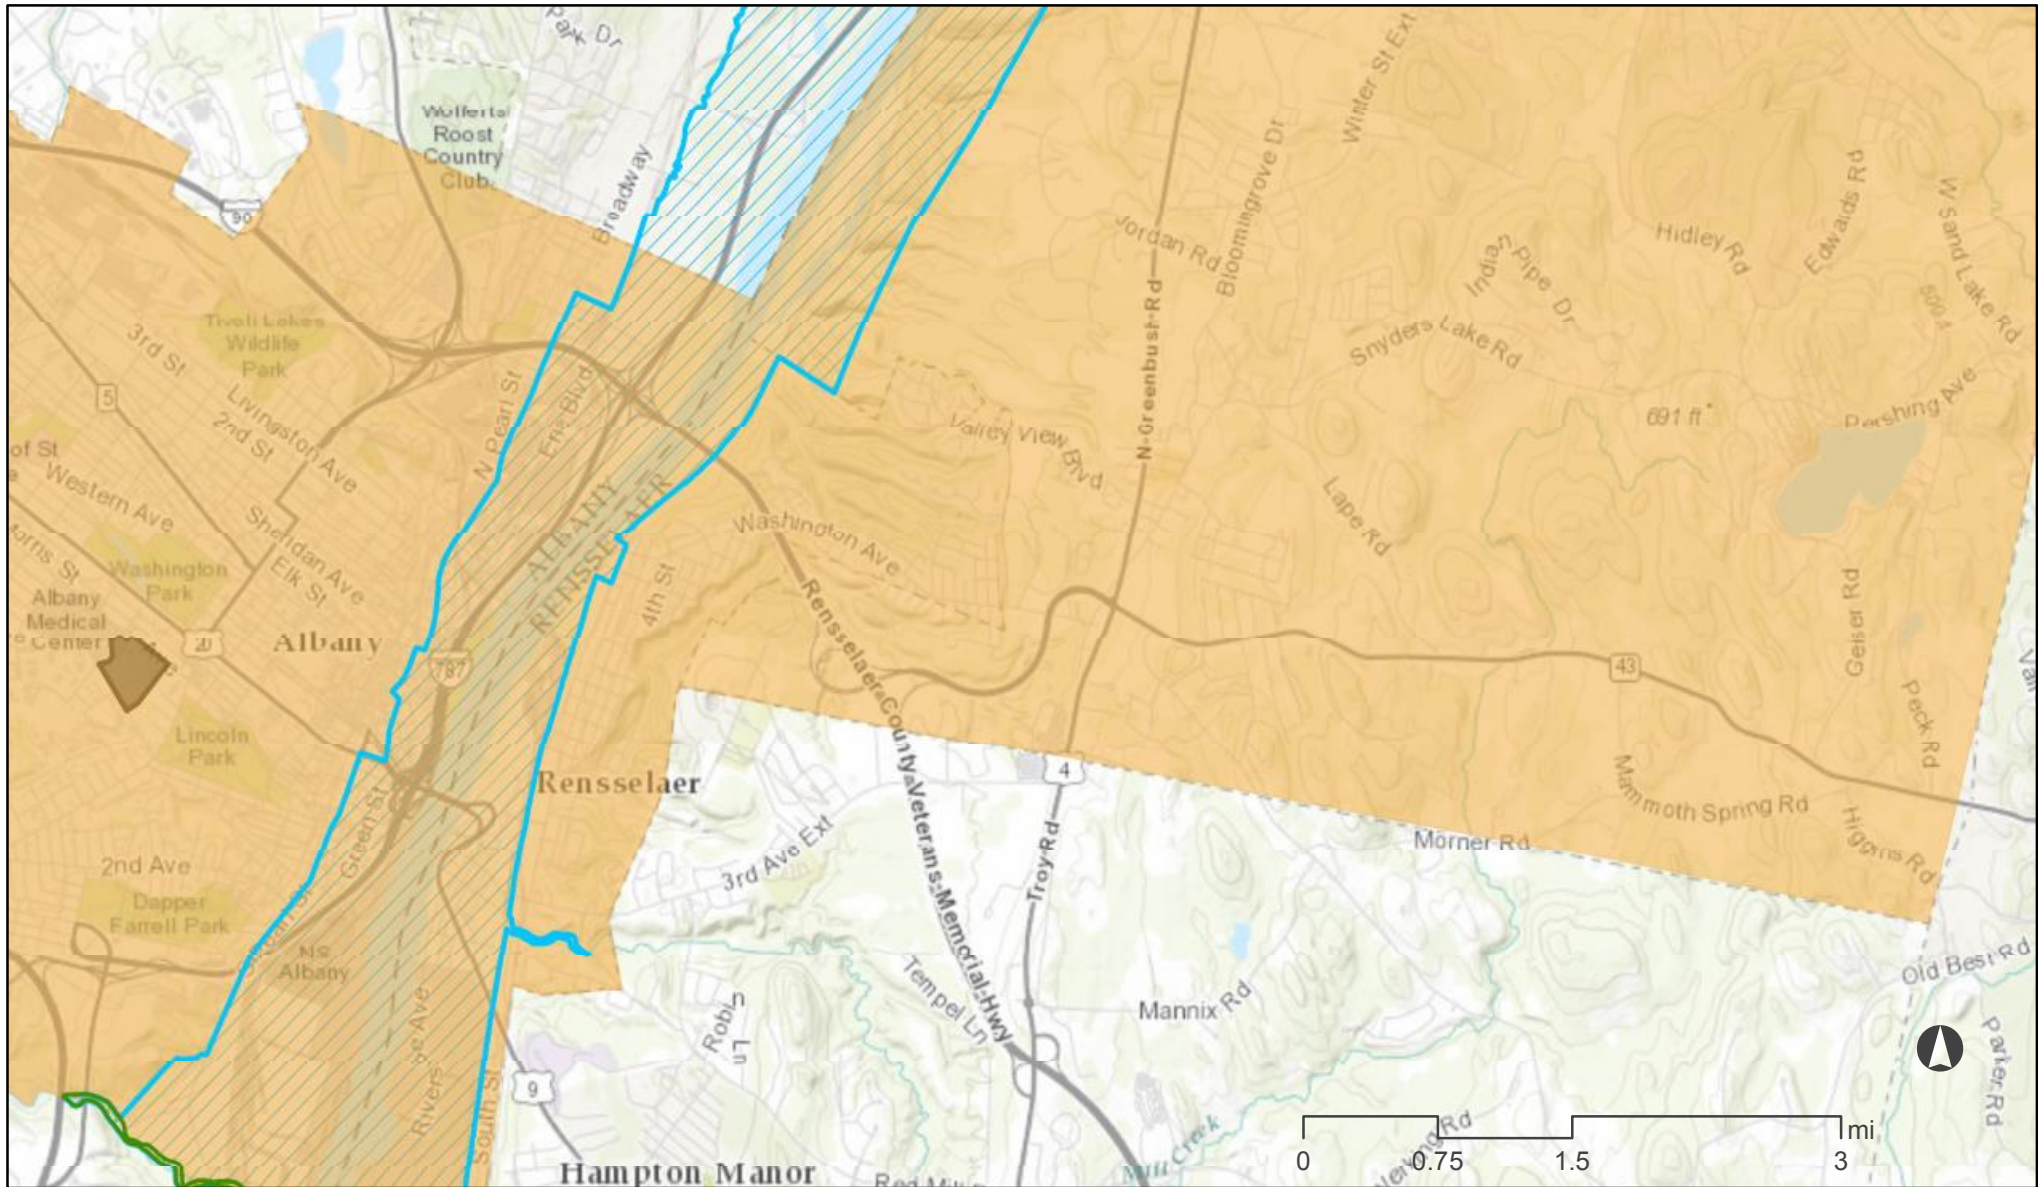 Park Dr
Wolferts
Roost
Country
Club
Broadway
90
Winter St Ext
Bloomingrove Dr
Jordan Rd
Indian Pipe Dr
Hidley Rd
Edwards Rd
W Sand Lake Rd
Snyders Lake Rd
500 ft
Pershing Ave
691 ft
N Greenbush Rd
Valley View Blvd
Lape Rd
Tivoli Lakes
Wildlife
Park
3rd St
5
Livingston Ave
2nd St
N Pearl St
Erie Blvd
of St
Western Ave
Sheridan Ave
Elk St
Morris St
Washington
Park
Albany
Medical
Center
20
Albany
787
ALBANY
RENSSELAER
4th St
Washington Ave
Rensselaer County Veterans Memorial Hwy
43
Geiser Rd
Peck Rd
Lincoln
Park
Rensselaer
4
Mammoth Spring Rd
Higgins Rd
Morner Rd
Troy Rd
3rd Ave Ext
Green St
2nd Ave
Dapper
Farrell Park
NS
Albany
Old Best Rd
Parker Rd
Tempel Ln
Robin Ln
Mannix Rd
9
South St
Mill Creek
Hampton Manor
mi
0 0.75 1.5 3